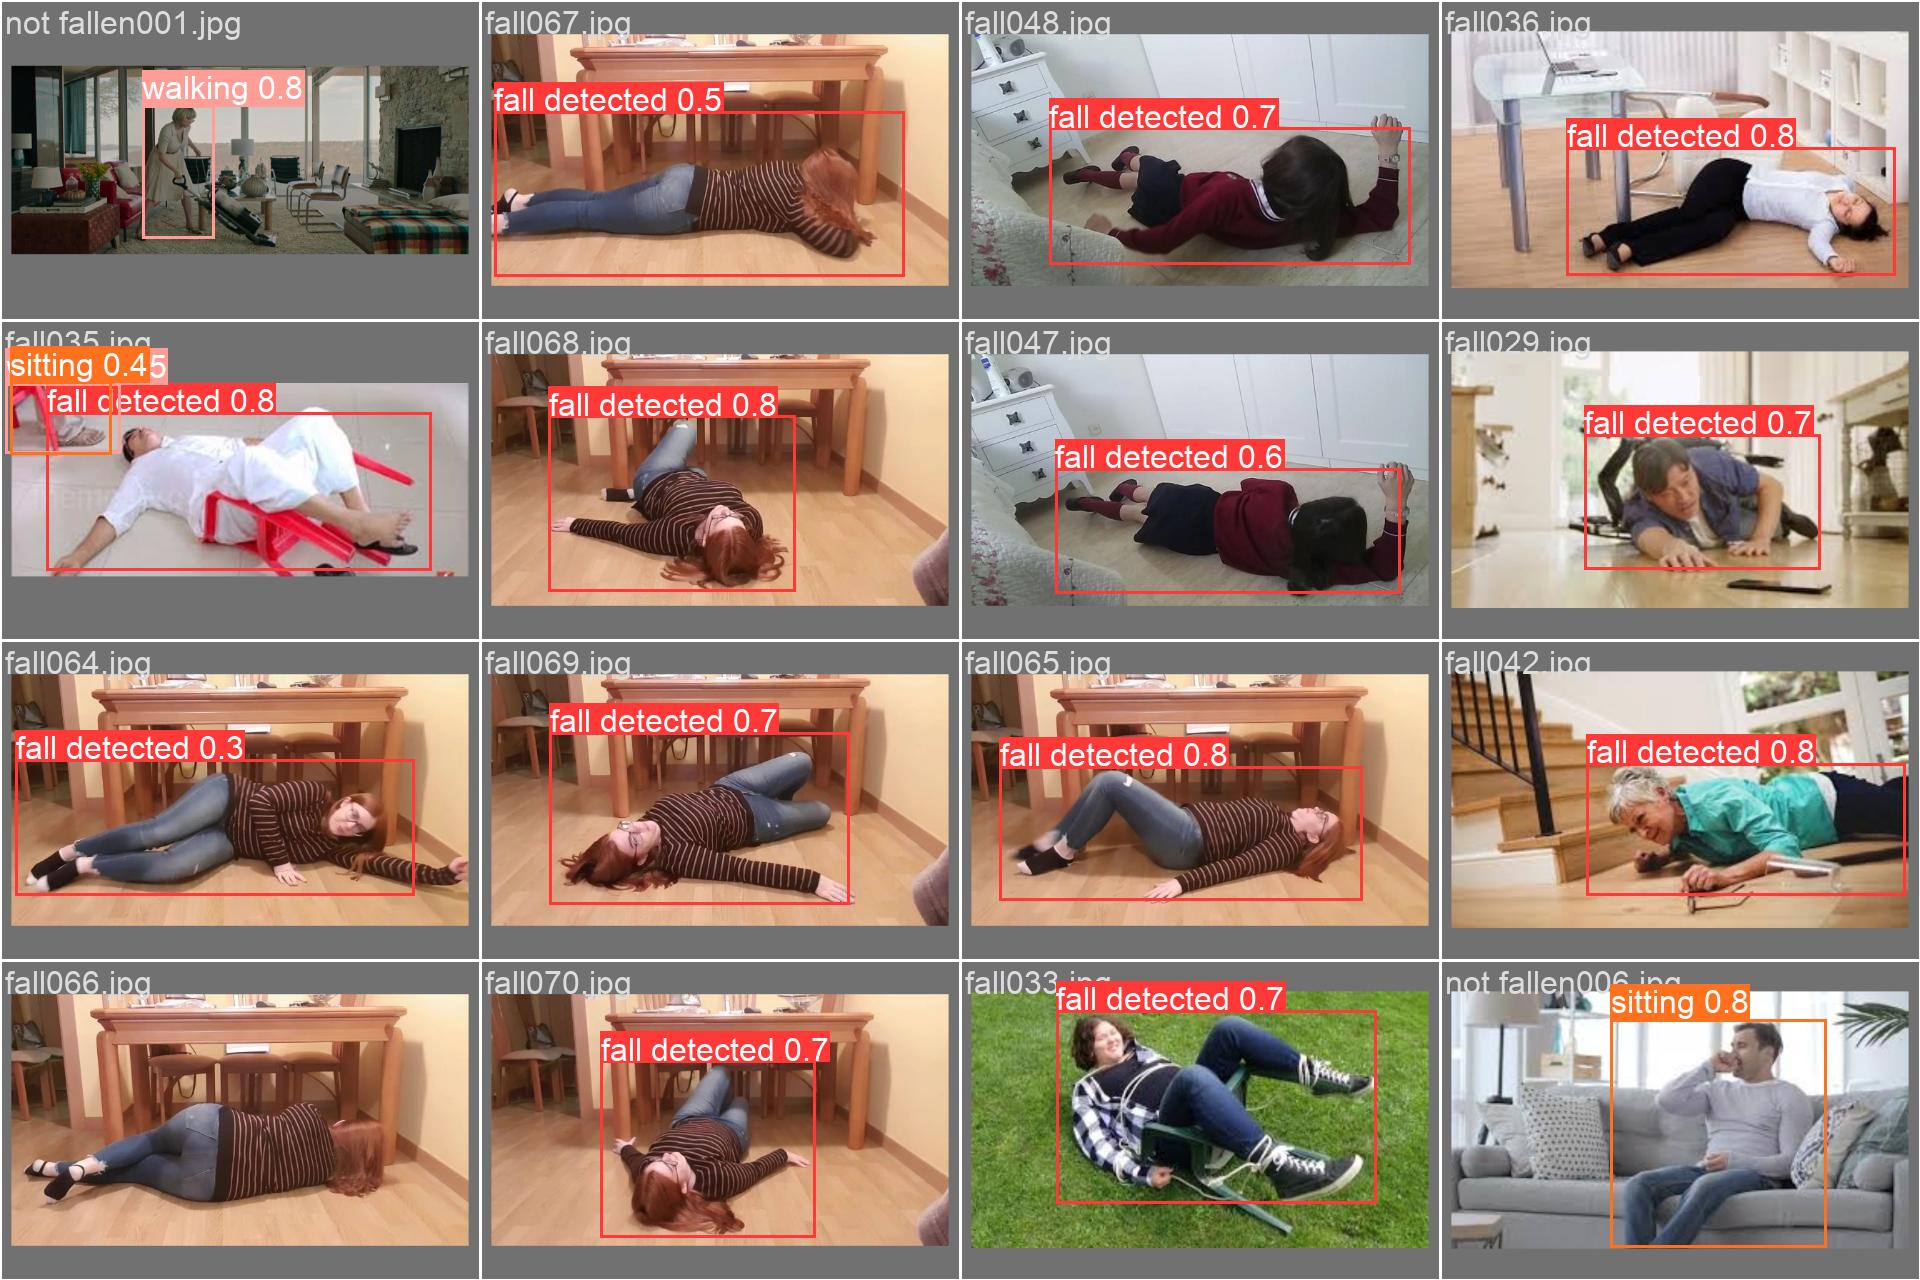 not fallen001.jpg
walking 0.8
fall067.jpg
fall detected 0.5
fall048.jpg
fall detected 0.7
fall036.jpg
fall detected 0.8
fall035.jpg
sitting 0.4
5
fall detected 0.8
fall068.jpg
fall detected 0.8
fall047.jpg
fall detected 0.6
fall029.jpg
fall detected 0.7
fall064.jpg
fall detected 0.3
fall069.jpg
fall detected 0.7
fall065.jpg
fall detected 0.8
fall042.jpg
fall detected 0.8
fall066.jpg
fall070.jpg
fall detected 0.7
fall033.jpg
fall detected 0.7
not fallen006.jpg
sitting 0.8